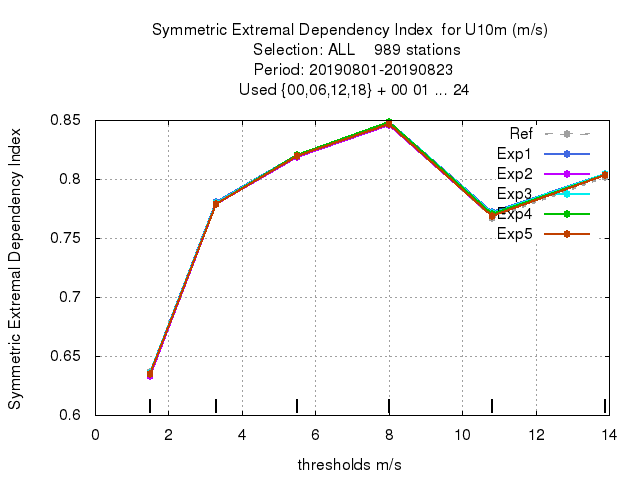 Symmetric Extremal Dependency Index for U10m (m/s)
Selection: ALL 989 stations
Period: 20190801-20190823
Used {00,06,12,18} + 00 01 ... 24
Symmetric Extremal Dependency Index
0.85
0.8
0.75
0.7
0.65
0.6
Ref
Exp1
Exp2
Exp3
Exp4
Exp5
0 2 4 6 8 10 12 14
thresholds m/s